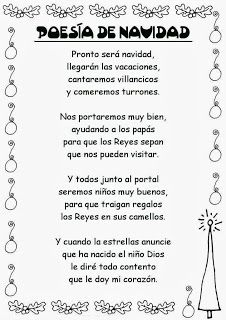 POESÍA DE NAVIDAD
Pronto será navidad,
llegarán las vacaciones,
cantaremos villancicos
y comeremos turrones.
Nos portaremos muy bien,
ayudando a los papás
para que los Reyes sepan
que nos pueden visitar.
Y todos junto al portal
seremos niños muy buenos,
para que traigan regalos
los Reyes en sus camellos.
Y cuando la estrellas anuncie
que ha nacido el niño Dios
le diré todo contento
que le doy mi corazón.